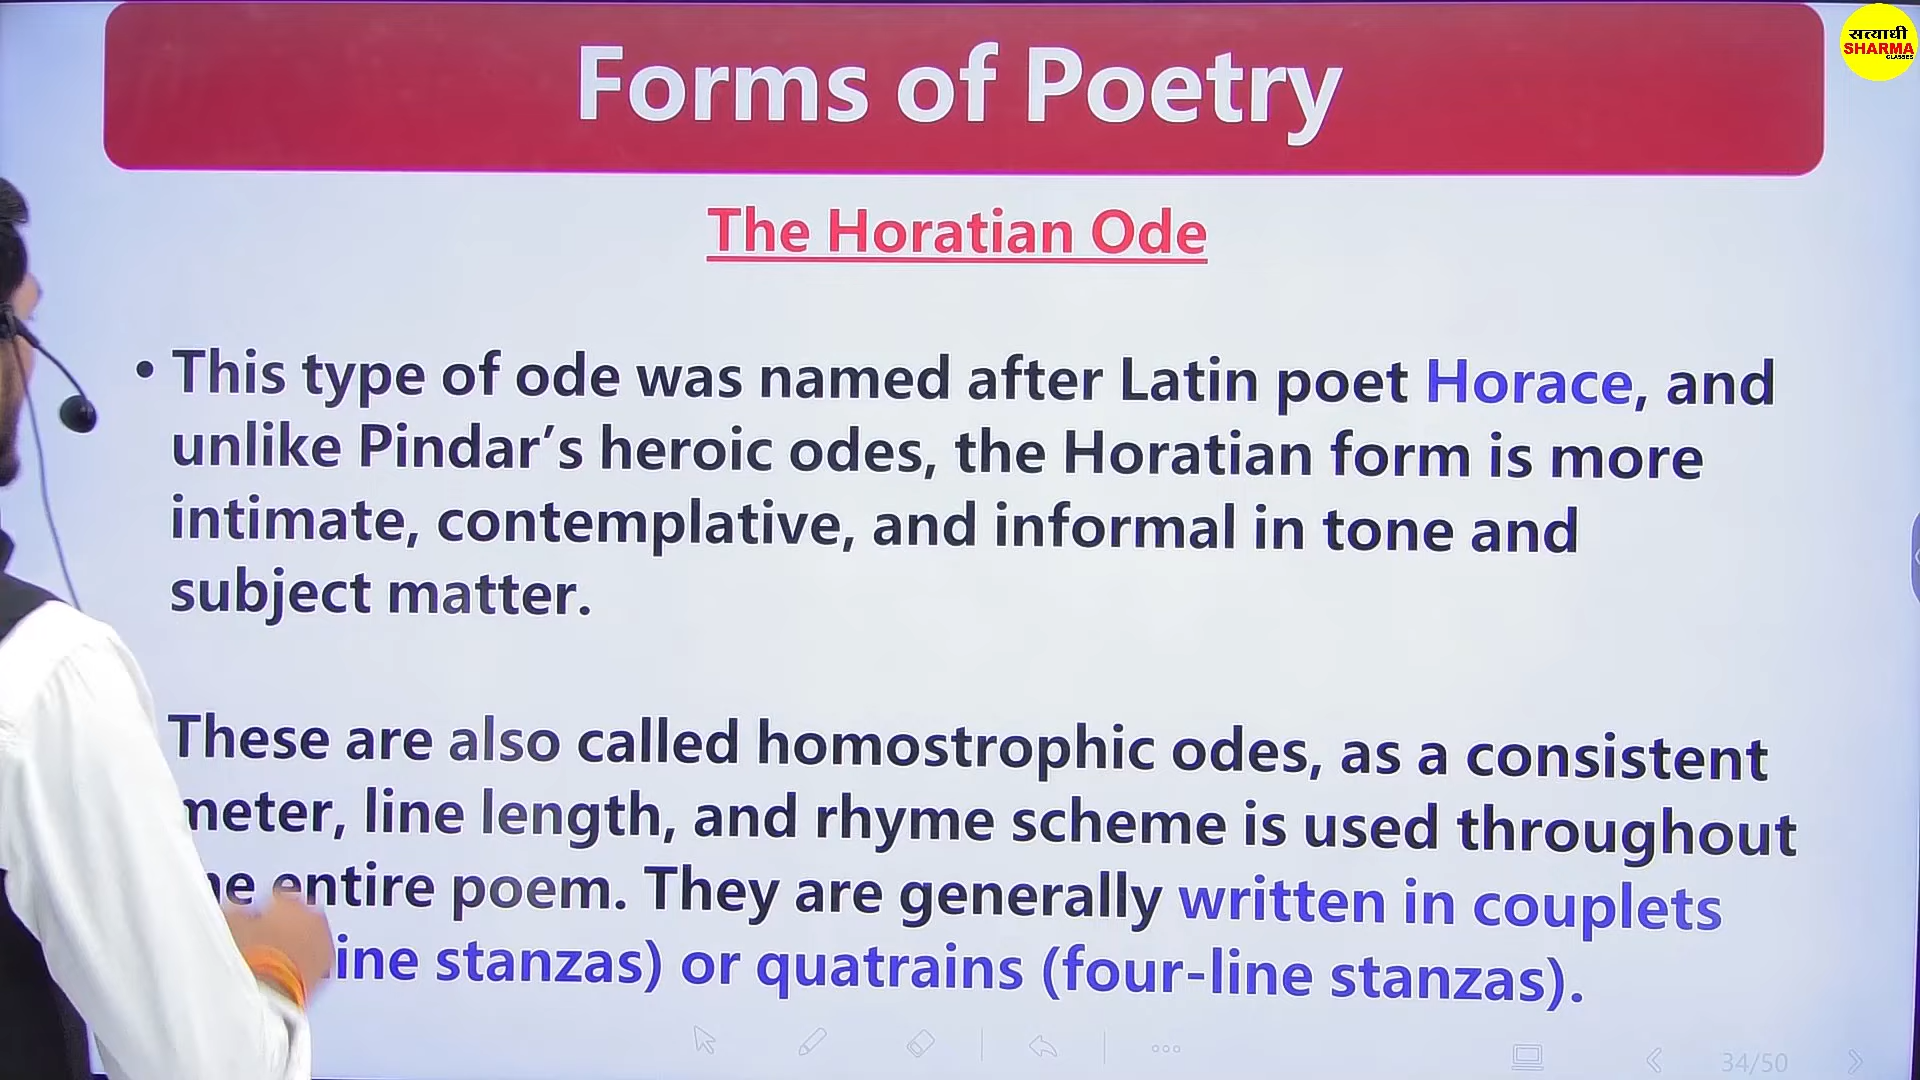 Forms of Poetry
सत्याधी
SHARMA
CLASSES
The Horatian Ode
• This type of ode was named after Latin poet Horace, and
unlike Pindar’s heroic odes, the Horatian form is more
intimate, contemplative, and informal in tone and
subject matter.
These are also called homostrophic odes, as a consistent
meter, line length, and rhyme scheme is used throughout
entire poem. They are generally written in couplets
stanzas) or quatrains (four-line stanzas).
34/50